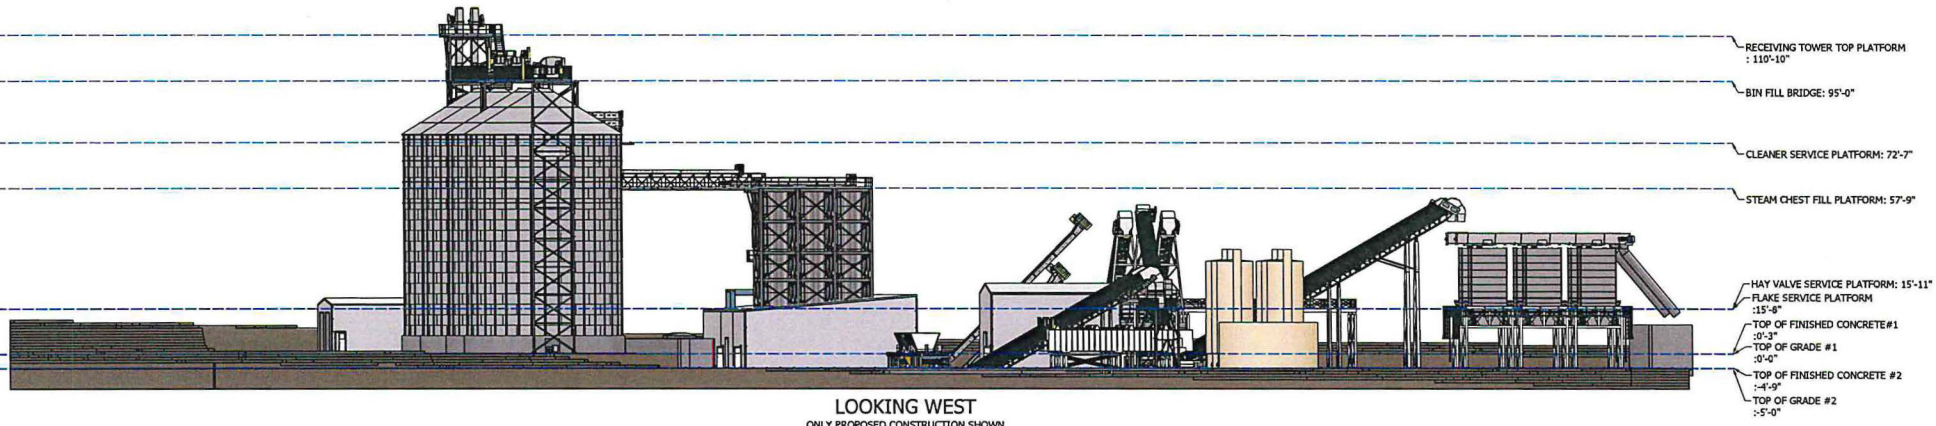 RECEIVING TOWER TOP PLATFORM
: 110'-10"
BIN FILL BRIDGE: 95'-0"
CLEANER SERVICE PLATFORM: 72'-7"
STEAM CHEST FILL PLATFORM: 57'-9"
HAY VALVE SERVICE PLATFORM: 15'-11"
FLAKE SERVICE PLATFORM
:15'-8"
TOP OF FINISHED CONCRETE#1
:0'-3"
TOP OF GRADE #1
:0'-0"
TOP OF FINISHED CONCRETE #2
:-4'-9"
TOP OF GRADE #2
:-5'-0"
LOOKING WEST
ONLY PROPOSED CONSTRUCTION SHOWN